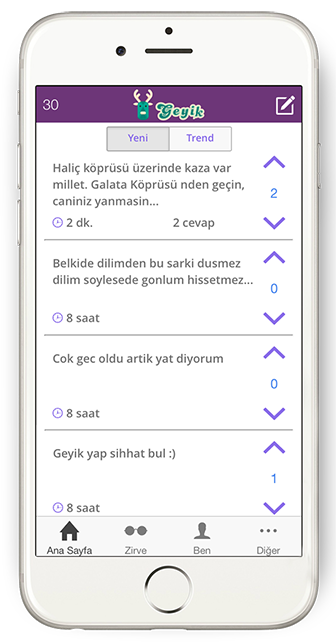 30
Geyik
Yeni
Trend
Haliç köprüsü üzerinde kaza var
millet. Galata Köprüsü nden geçin,
caniniz yanmasin...
2
2 dk.
2 cevap
Belkide dilimden bu sarki dusmez
dilim soylesede gonlum hissetmez...
0
8 saat
Cok gec oldu artik yat diyorum
0
8 saat
Geyik yap sihhat bul :)
1
8 saat
Ana Sayfa
Zirve
Ben
Diğer